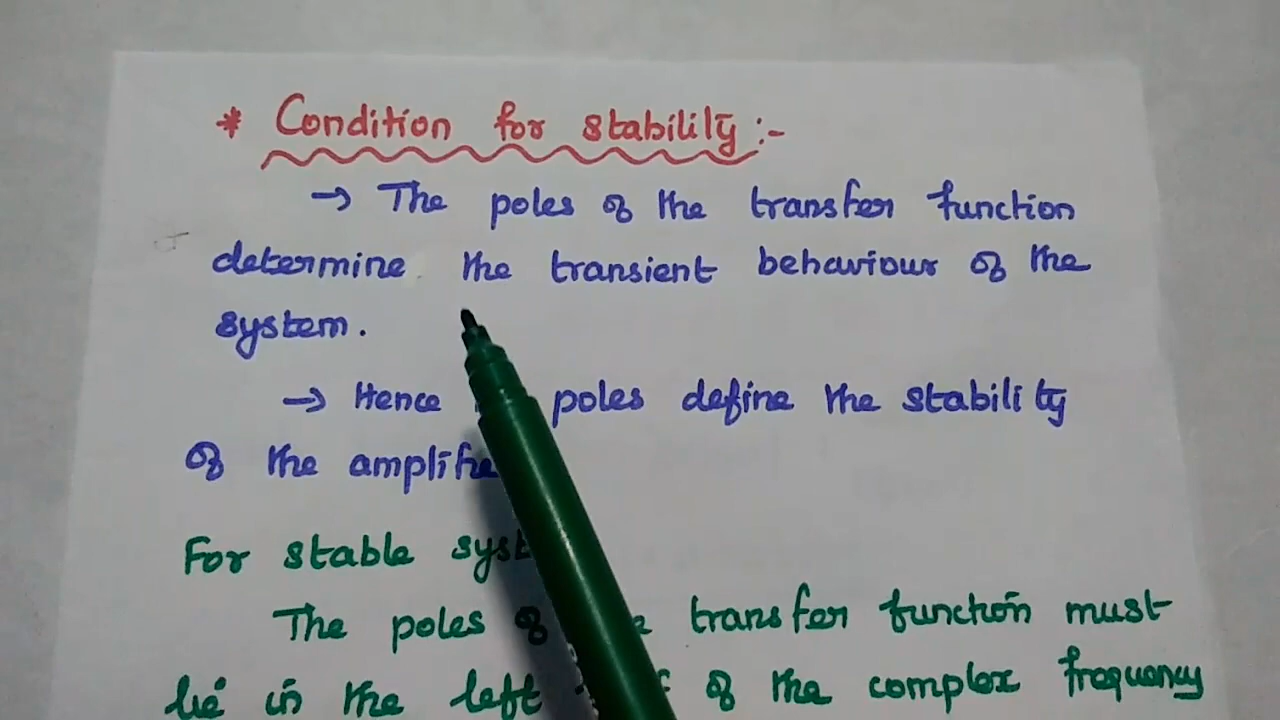 * Condition for stability :-
→ The poles of the transfer function
determine the transient behaviour of the
system.
→ Hence poles define the stability
of the
For stable
The poles transfer function must
lie in the left of the complex frequency